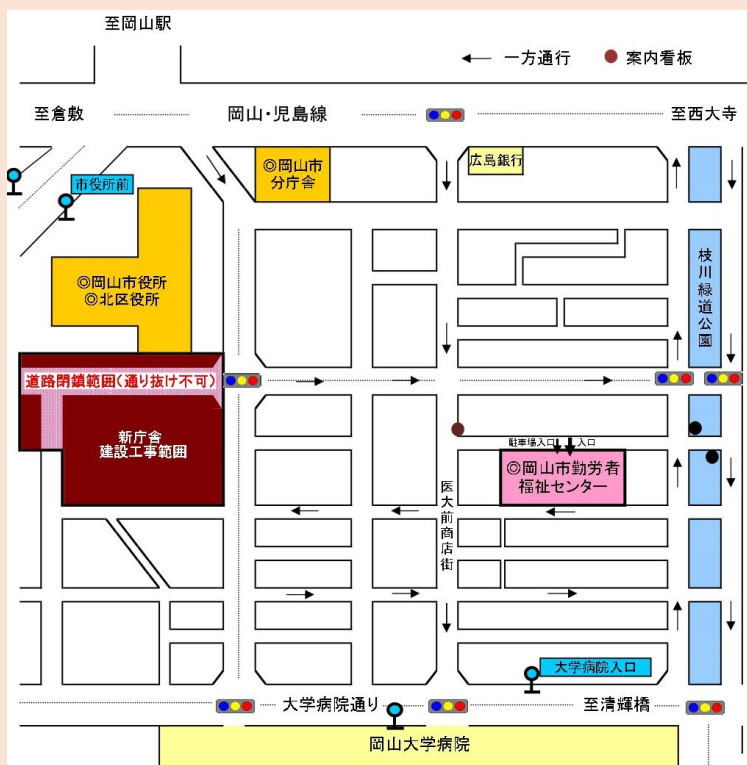 至岡山駅
一方通行
案内看板
至倉敷
岡山・児島線
至西大寺
◎岡山市
分庁舎
広島銀行
市役所前
◎岡山市役所
◎北区役所
枝川緑道公園
道路閉鎖範囲(通り抜け不可)
新庁舎
建設工事範囲
駐車場入口
入口
◎岡山市勤労者
福祉センター
医大前商店街
大学病院入口
大学病院通り
至清輝橋
岡山大学病院